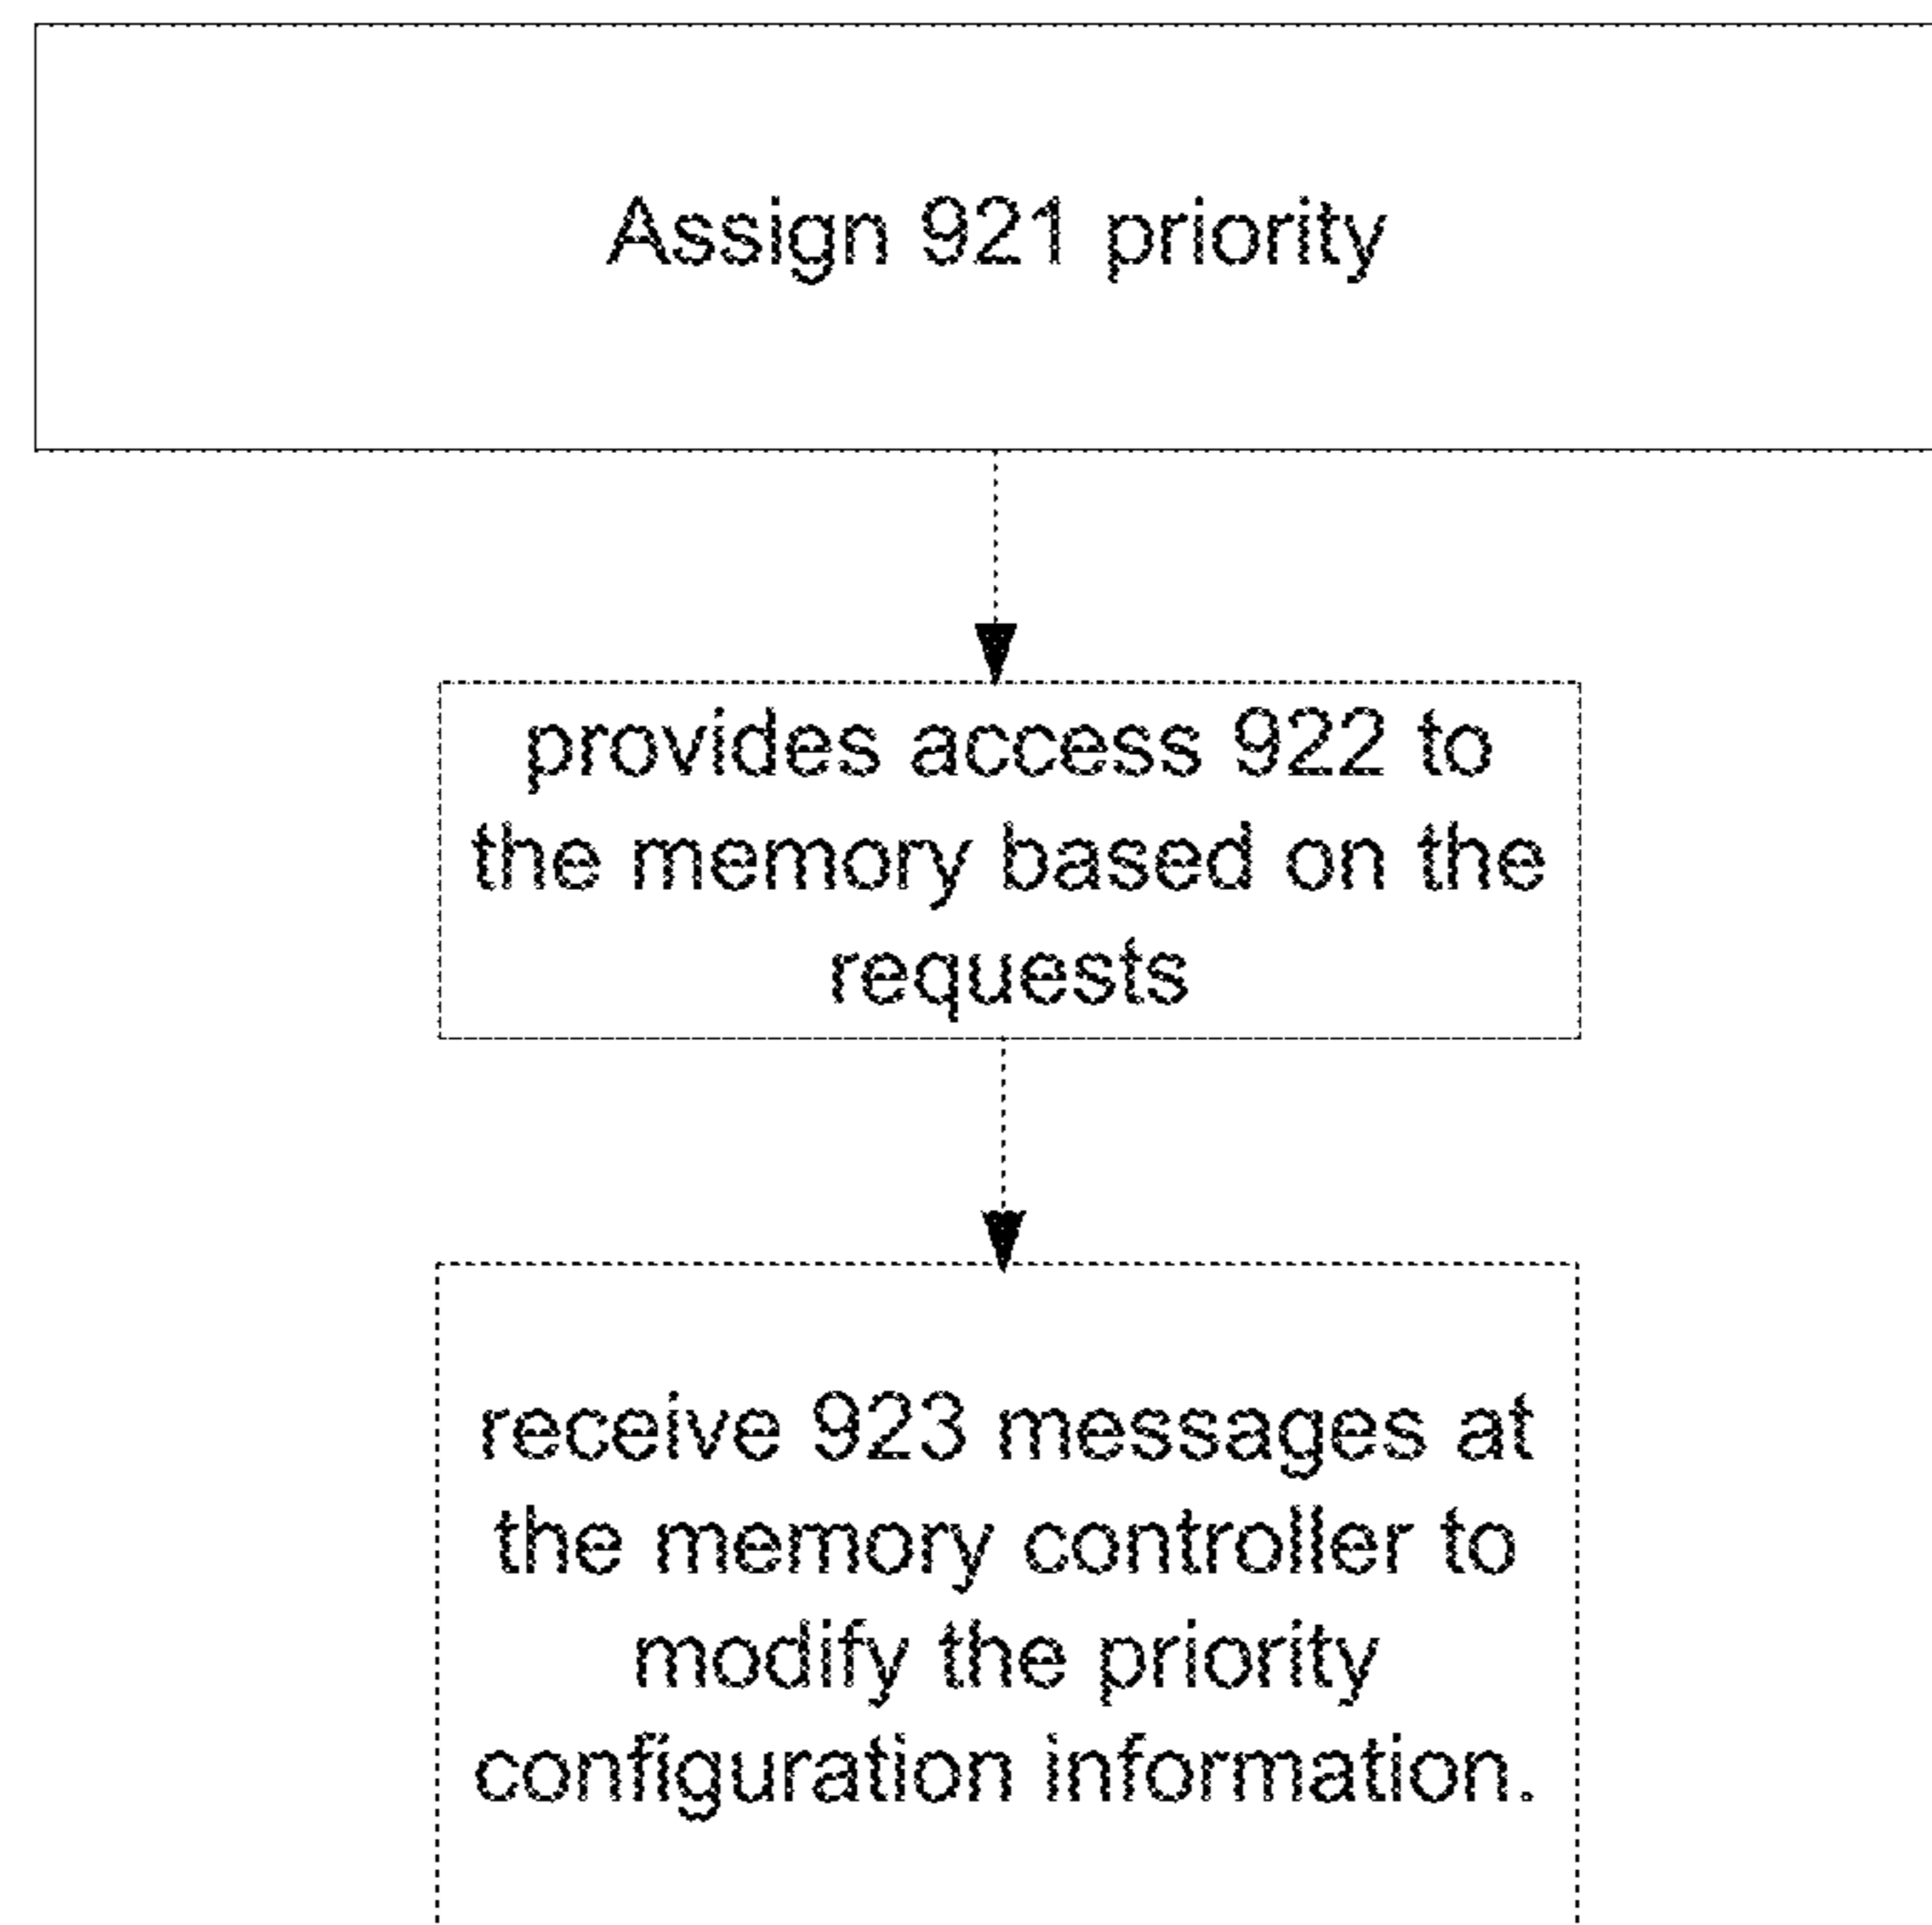 Assign 921 priority
provides access 922 to
the memory based on the
requests
receive 923 messages at
the memory controller to
modify the priority
configuration information.